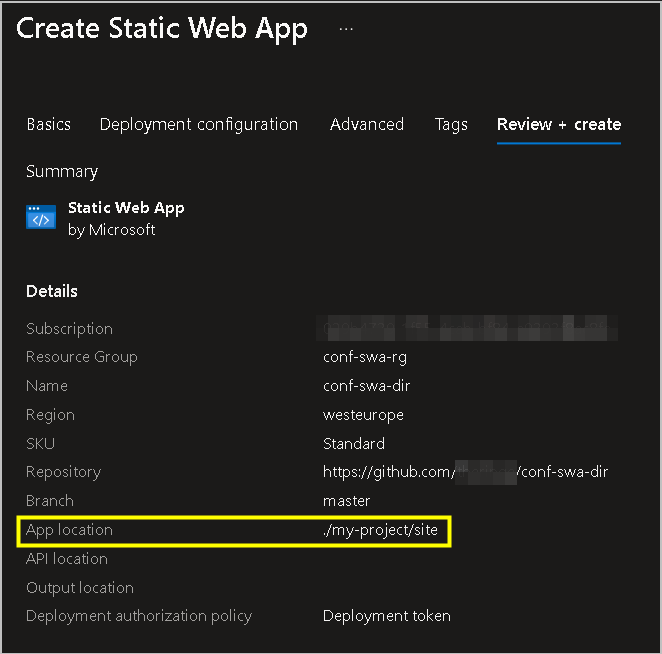 Create Static Web App ...
Basics Deployment configuration Advanced Tags Review + create
Summary
Static Web App
by Microsoft
Details
Subscription
Resource Group conf-swa-rg
Name conf-swa-dir
Region westeurope
SKU Standard
Repository https://github.com/ /conf-swa-dir
Branch master
App location ./my-project/site
API location
Output location
Deployment authorization policy Deployment token